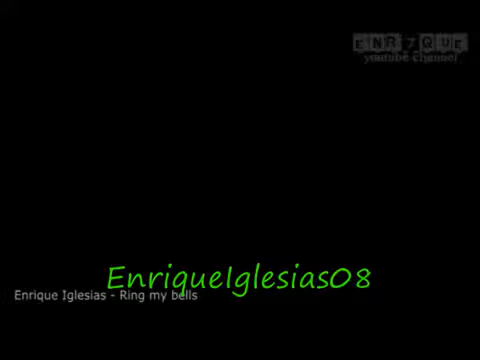 ENR7QUE
youtube channel
EnriqueIglesias08
Enrique Iglesias - Ring my bells